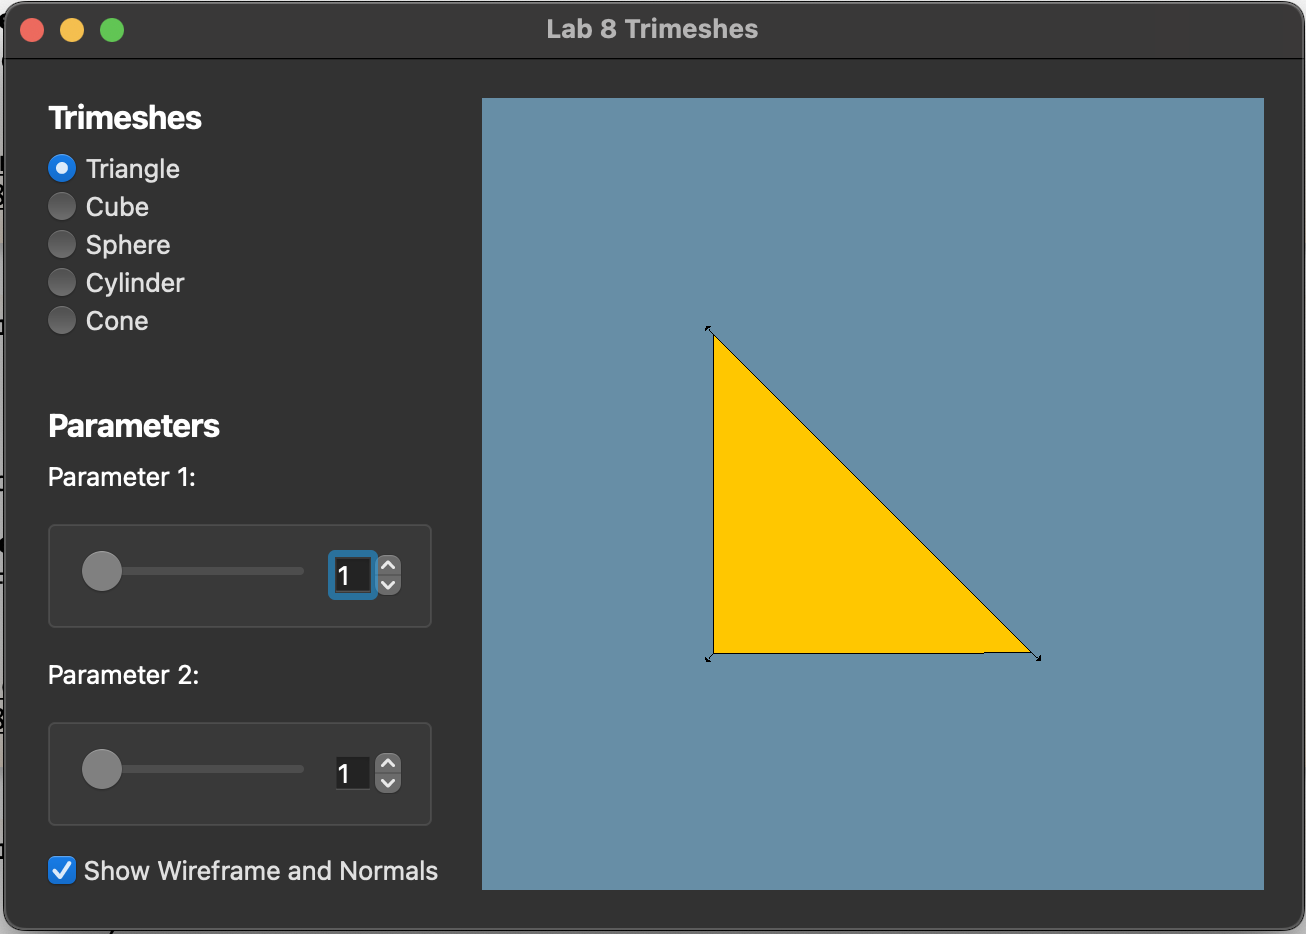 Lab 8 Trimeshes
Trimeshes
Triangle
Cube
Sphere
Cylinder
Cone
Parameters
Parameter 1:
1
Parameter 2:
1
Show Wireframe and Normals